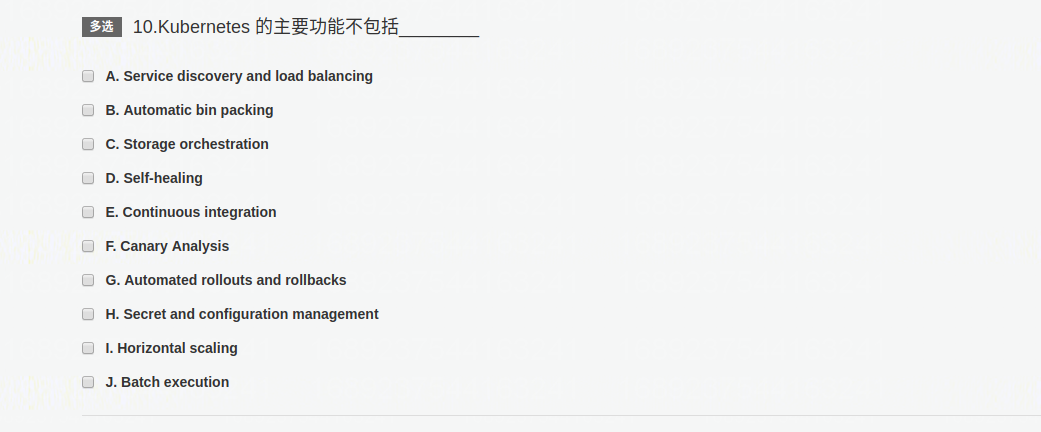 多选 10.Kubernetes 的主要功能不包括_________
A. Service discovery and load balancing
B. Automatic bin packing
C. Storage orchestration
D. Self-healing
E. Continuous integration
F. Canary Analysis
G. Automated rollouts and rollbacks
H. Secret and configuration management
I. Horizontal scaling
J. Batch execution